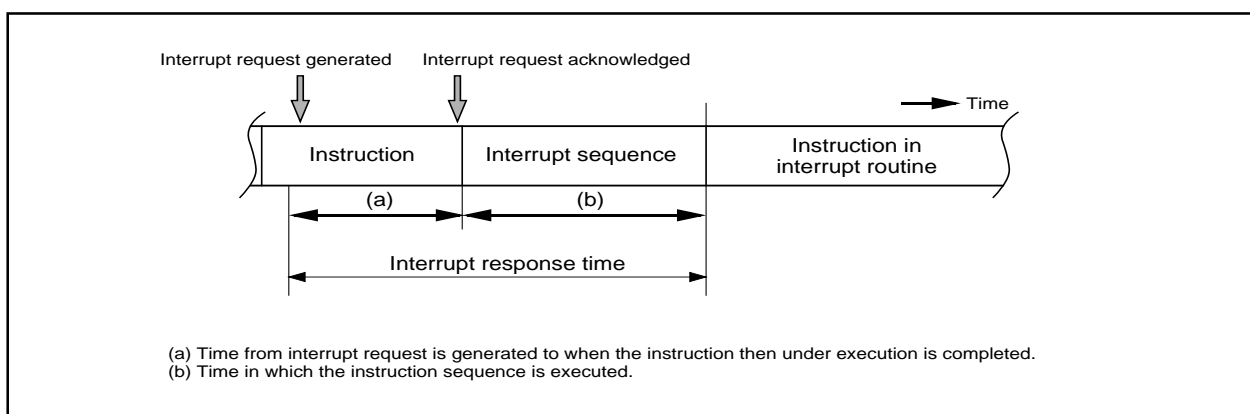 Interrupt request generated
Interrupt request acknowledged
Time
Instruction
Interrupt sequence
Instruction in
interrupt routine
(a)
(b)
Interrupt response time
(a) Time from interrupt request is generated to when the instruction then under execution is completed.
(b) Time in which the instruction sequence is executed.